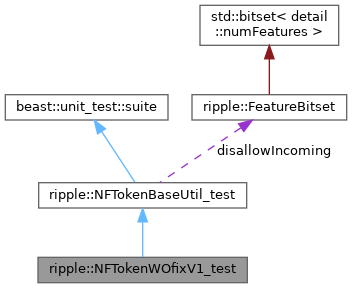 std::bitset< detail
::numFeatures >
beast::unit_test::suite
ripple::FeatureBitset
disallowIncoming
ripple::NFTokenBaseUtil_test
ripple::NFTokenWOfixV1_test